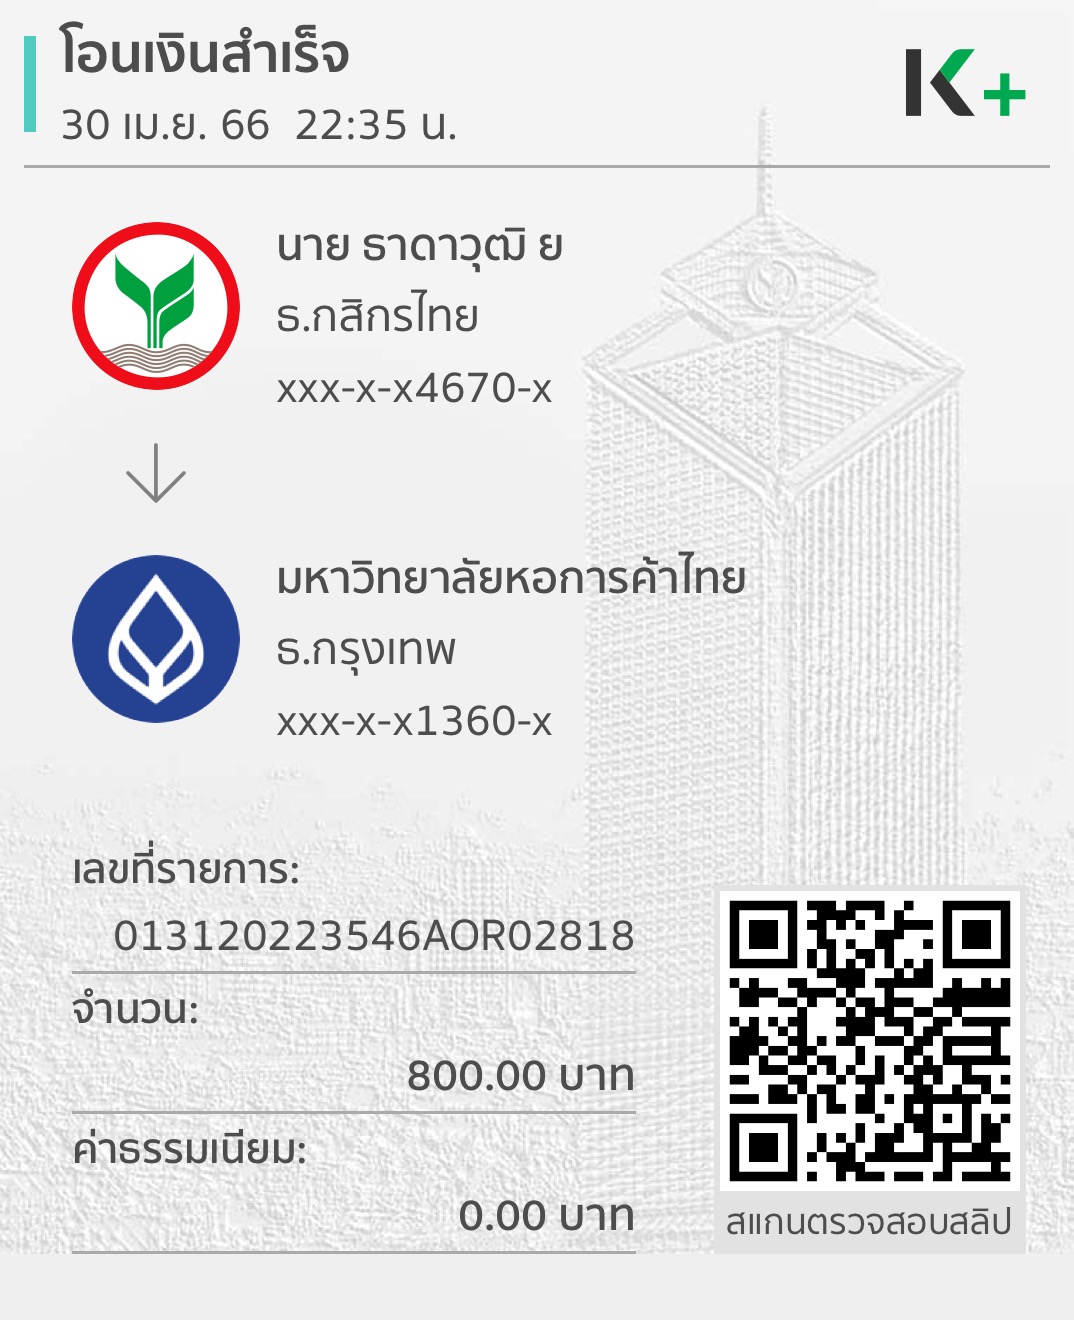 โอนเงินสำเร็จ
30 เม.ย. 66 22:35 น.
K+
นาย ธาดาวุฒิ ย
ธ.กสิกรไทย
xxx-x-x4670-x
มหาวิทยาลัยหอการค้าไทย
ธ.กรุงเทพ
xxx-x-x1360-x
เลขที่รายการ:
013120223546AOR02818
จำนวน:
800.00 บาท
ค่าธรรมเนียม:
0.00 บาท
สแกนตรวจสอบสลิป